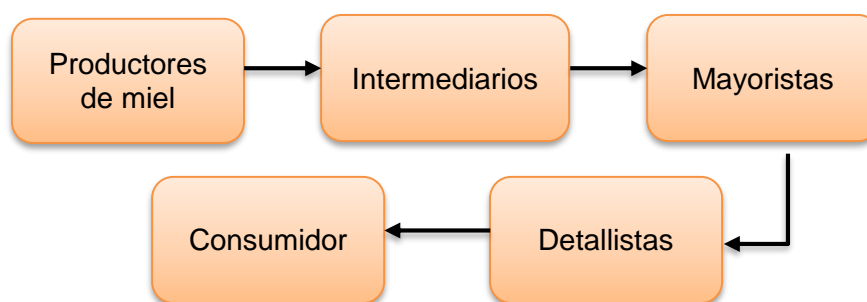 Productores
de miel
Intermediarios
Mayoristas
Detallistas
Consumidor